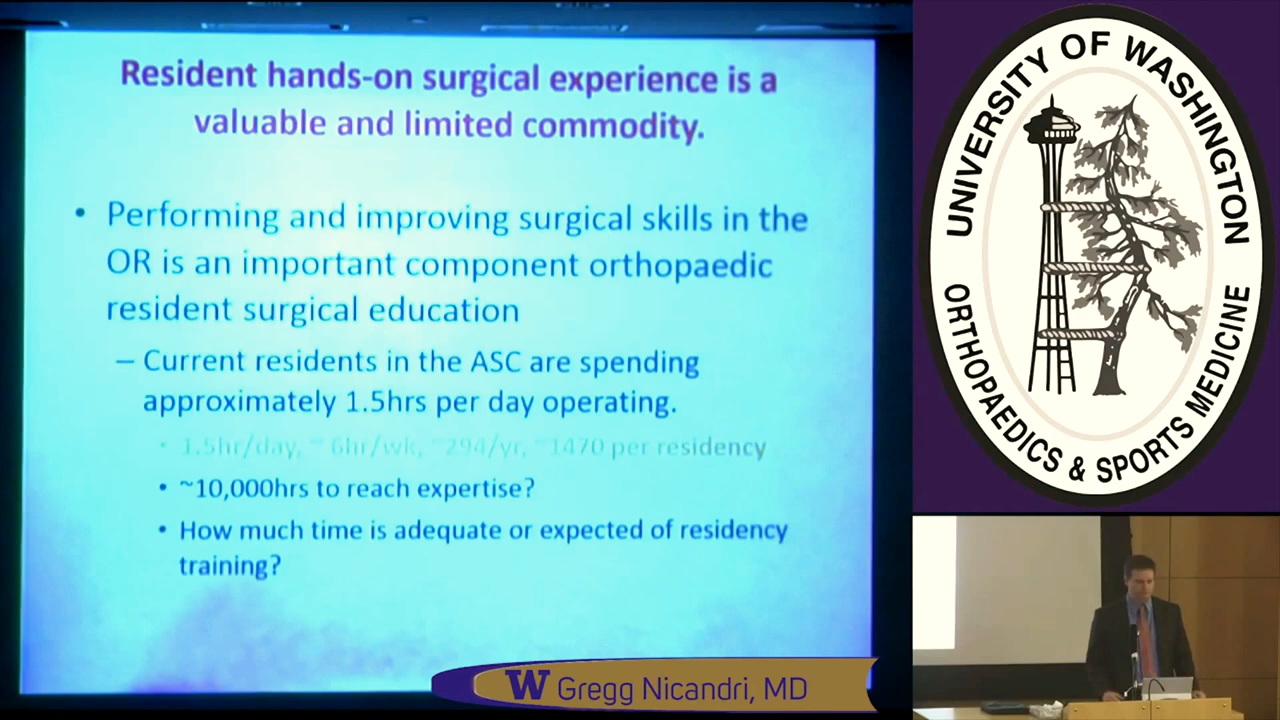 Resident hands-on surgical experience is a
valuable and limited commodity.
• Performing and improving surgical skills in the
OR is an important component orthopaedic
resident surgical education
– Current residents in the ASC are spending
approximately 1.5hrs per day operating.
• 1.5hr/day, ~ 6hr/wk, ~294/yr, ~1470 per residency
• ~10,000hrs to reach expertise?
• How much time is adequate or expected of residency
training?
W Gregg Nicandri, MD
UNIVERSITY OF WASHINGTON
ORTHOPAEDICS & SPORTS MEDICINE